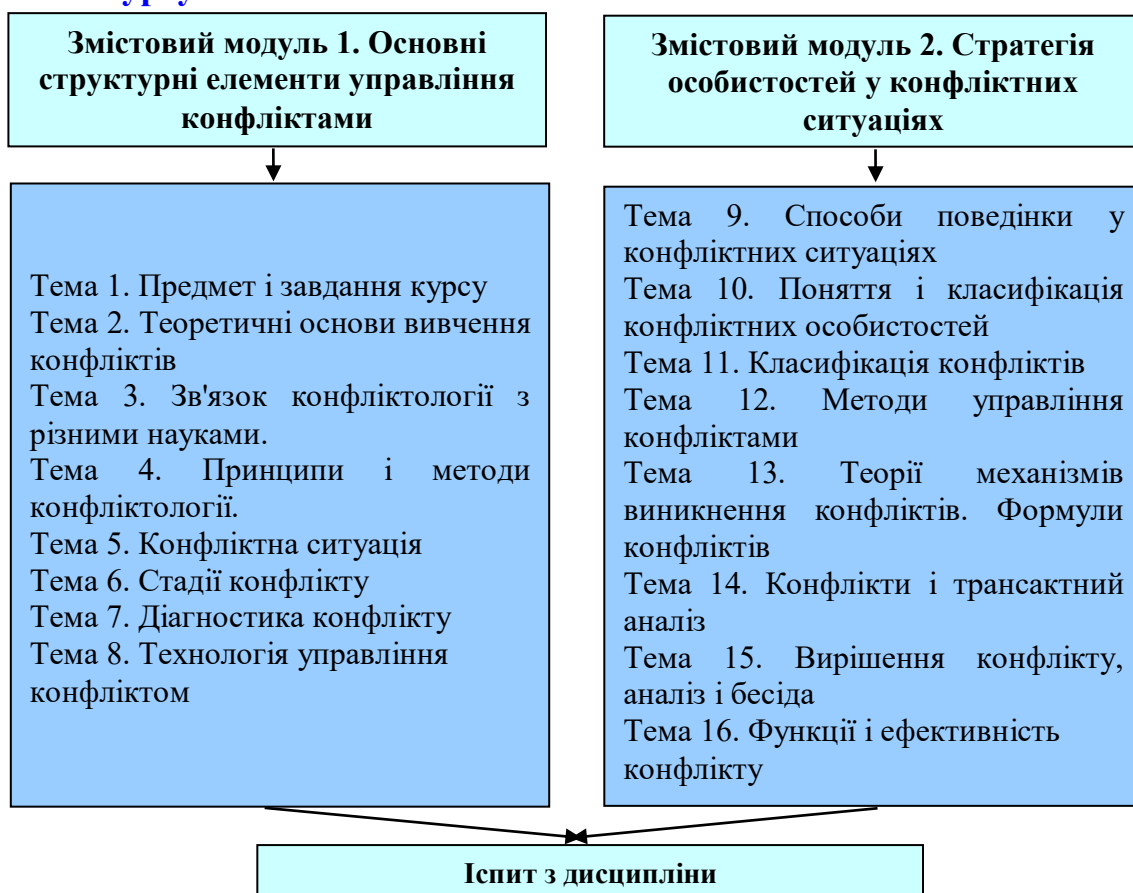 Змістовий модуль 1. Основні
структурні елементи управління
конфліктами
Тема 1. Предмет і завдання курсу
Тема 2. Теоретичні основи вивчення
конфліктів
Тема 3. Зв'язок конфліктології з
різними науками.
Тема 4. Принципи і методи
конфліктології.
Тема 5. Конфліктна ситуація
Тема 6. Стадії конфлікту
Тема 7. Діагностика конфлікту
Тема 8. Технологія управління
конфліктом
Змістовий модуль 2. Стратегія
особистостей у конфліктних
ситуаціях
Тема 9. Способи поведінки у
конфліктних ситуаціях
Тема 10. Поняття і класифікація
конфліктних особистостей
Тема 11. Класифікація конфліктів
Тема 12. Методи управління
конфліктами
Тема 13. Теорії механізмів
виникнення конфліктів. Формули
конфліктів
Тема 14. Конфлікти і трансактний
аналіз
Тема 15. Вирішення конфлікту,
аналіз і бесіда
Тема 16. Функції і ефективність
конфлікту
Іспит з дисципліни